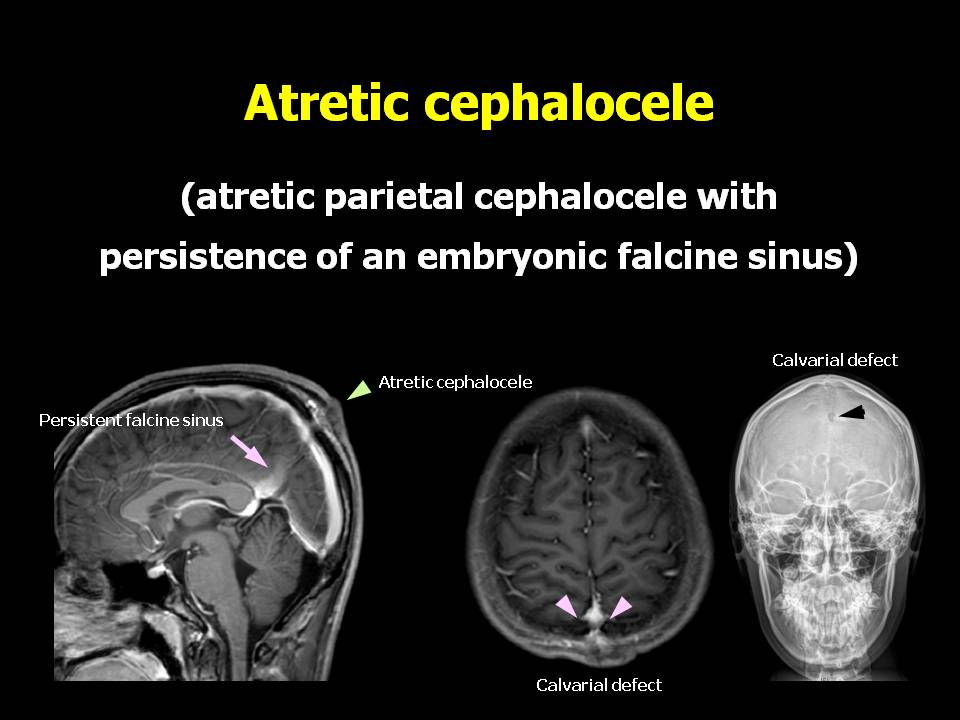 Atretic cephalocele
(atretic parietal cephalocele with
persistence of an embryonic falcine sinus)
Calvarial defect
Atretic cephalocele
Persistent falcine sinus
Calvarial defect